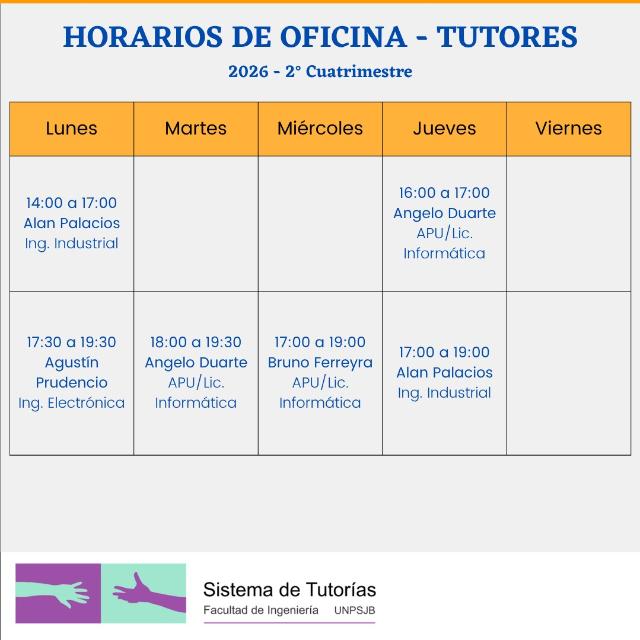 HORARIOS DE OFICINA - TUTORES
2026 - 2° Cuatrimestre
Lunes
Martes
Miércoles
Jueves
Viernes
14:00 a 17:00
Alan Palacios
Ing. Industrial
16:00 a 17:00
Angelo Duarte
APU/Lic.
Informática
17:30 a 19:30
Agustín
Prudencio
Ing. Electrónica
18:00 a 19:30
Angelo Duarte
APU/Lic.
Informática
17:00 a 19:00
Bruno Ferreyra
APU/Lic.
Informática
17:00 a 19:00
Alan Palacios
Ing. Industrial
Sistema de Tutorías
Facultad de Ingeniería UNPSJB